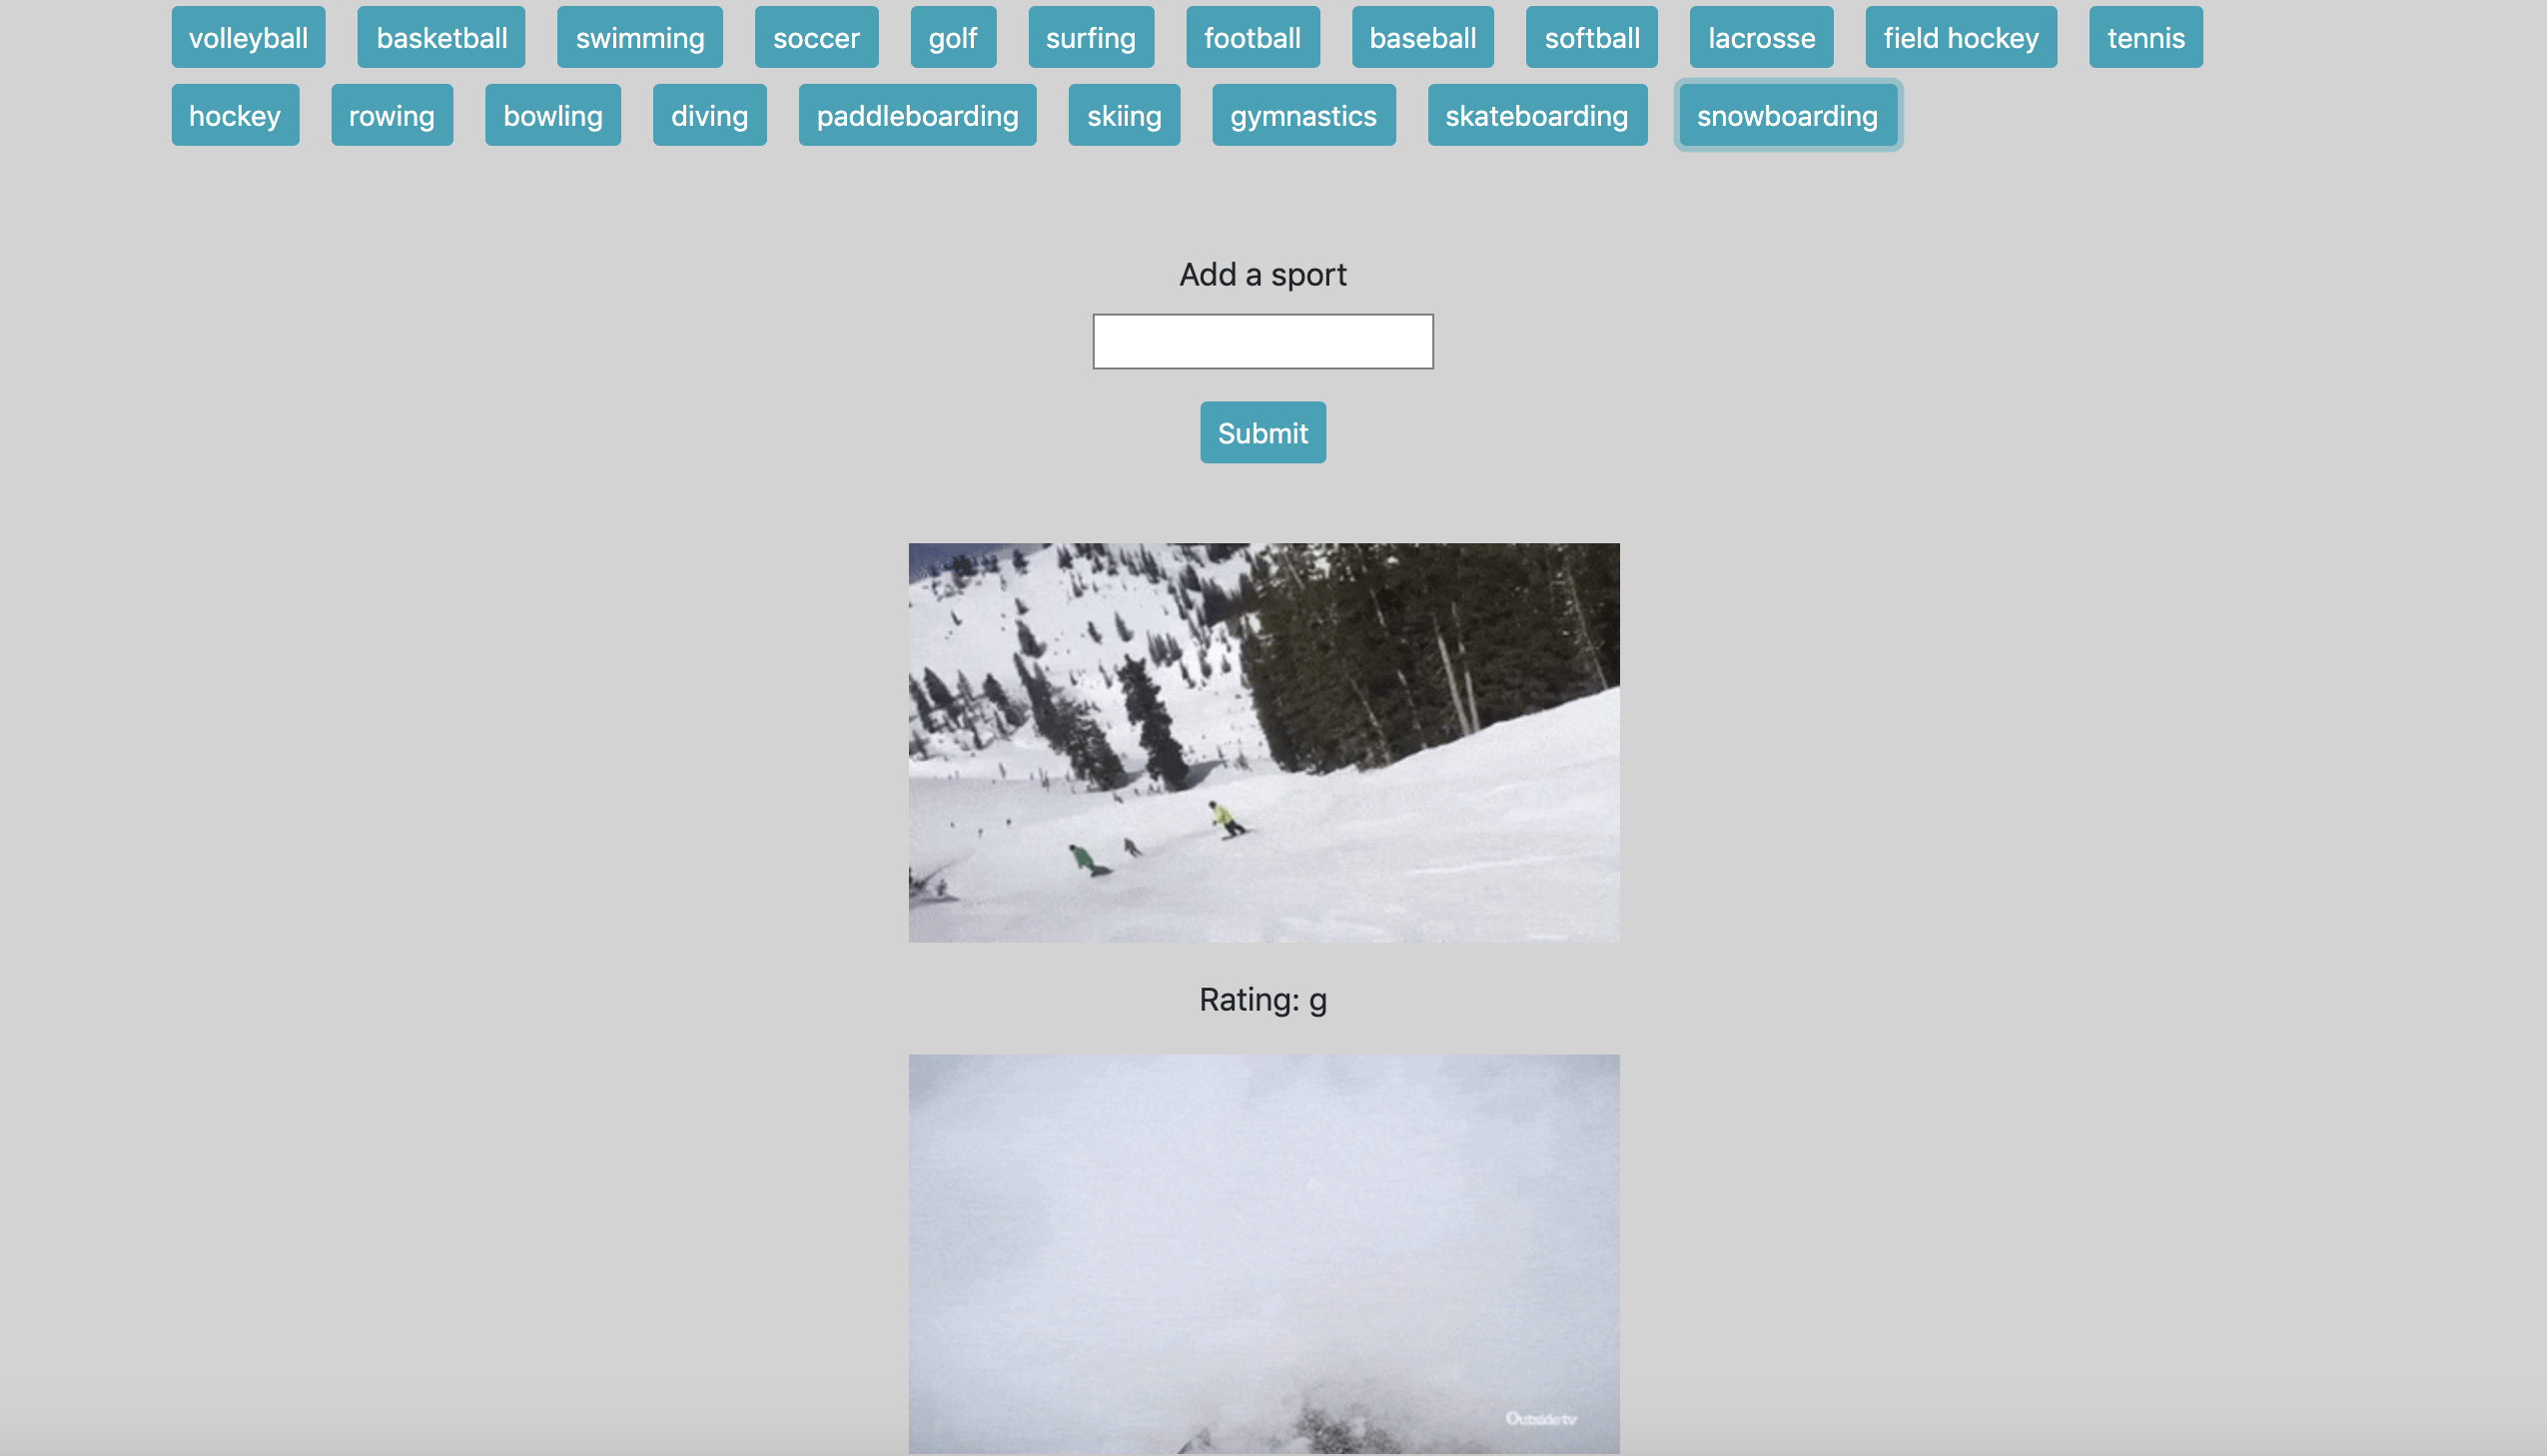 volleyball basketball swimming soccer golf surfing football baseball softball lacrosse field hockey tennis
hockey rowing bowling diving paddleboarding skiing gymnastics skateboarding snowboarding
Add a sport
Submit
Rating: g
Outside tv